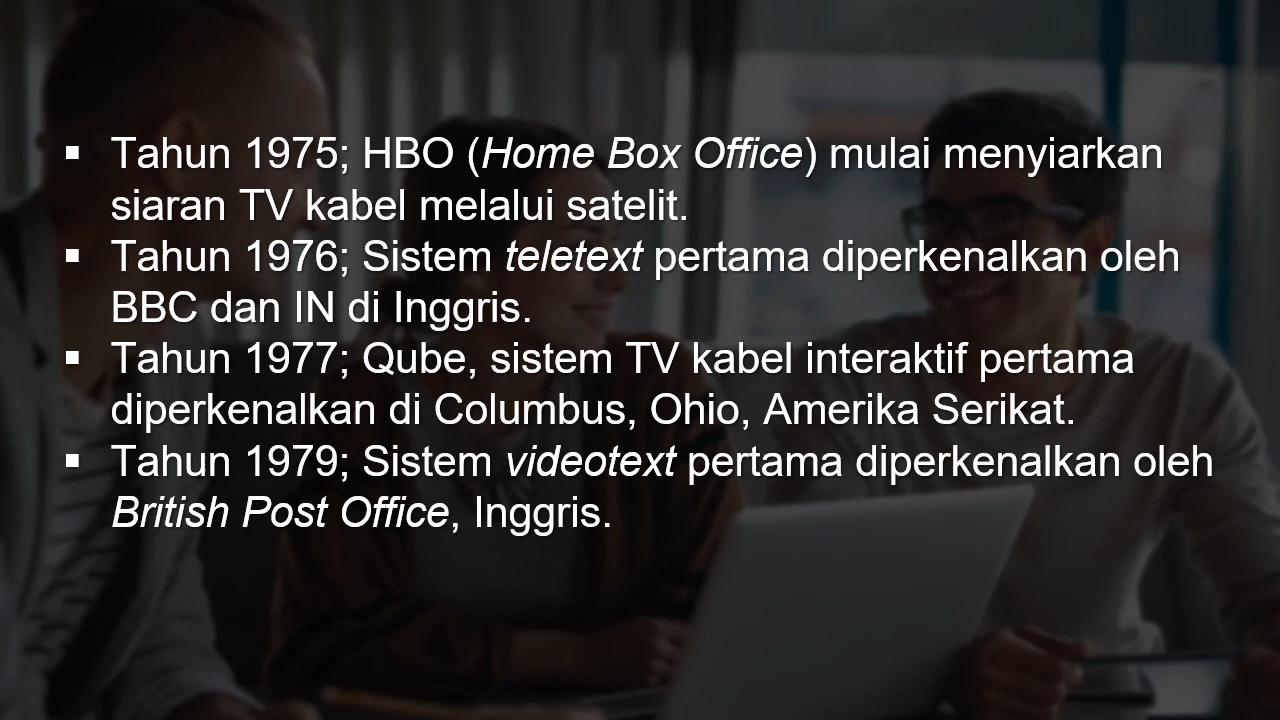 ▪ Tahun 1975; HBO (Home Box Office) mulai menyiarkan
siaran TV kabel melalui satelit.
▪ Tahun 1976; Sistem teletext pertama diperkenalkan oleh
BBC dan IN di Inggris.
▪ Tahun 1977; Qube, sistem TV kabel interaktif pertama
diperkenalkan di Columbus, Ohio, Amerika Serikat.
▪ Tahun 1979; Sistem videotext pertama diperkenalkan oleh
British Post Office, Inggris.